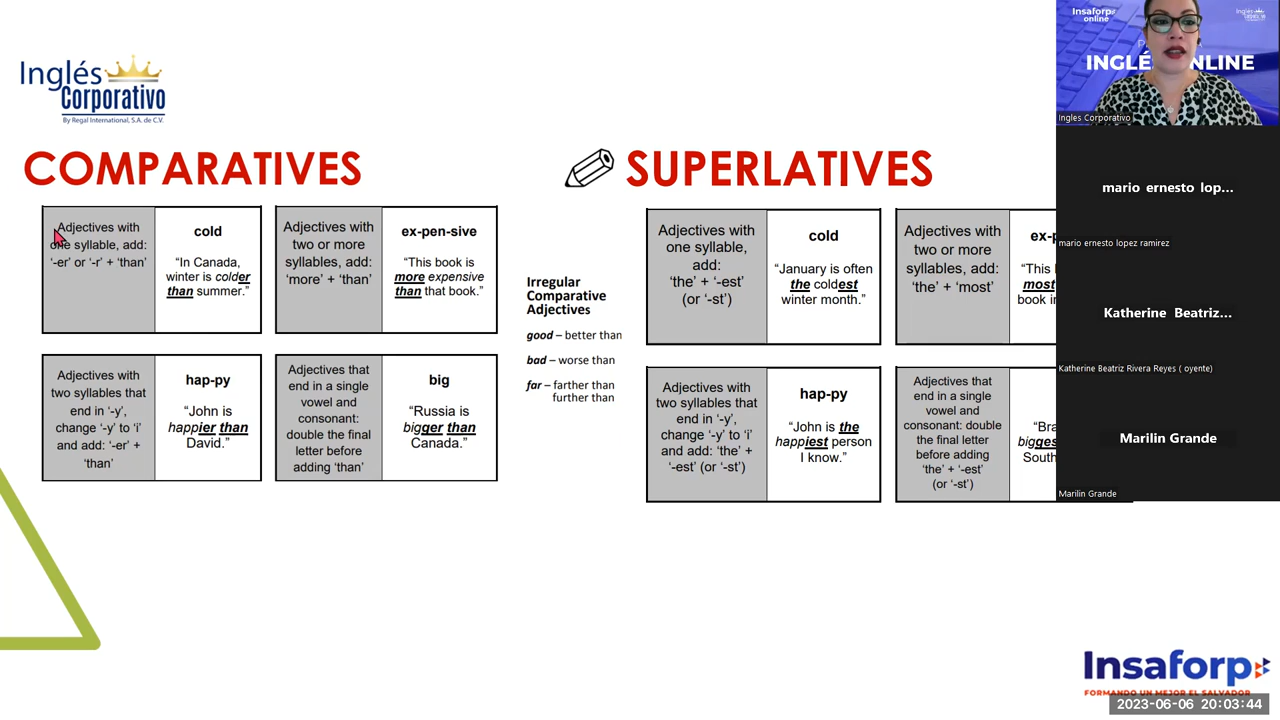 Inglés
Corporativo
By Regal International, S.A. de C.V.
COMPARATIVES
Adjectives with
one syllable, add:
‘-er’ or ‘-r’ + ‘than’
cold
“In Canada,
winter is colder
than summer.”
Adjectives with
two or more
syllables, add:
‘more’ + ‘than’
ex-pen-sive
“This book is
more expensive
than that book.”
Adjectives with
two syllables that
end in ‘-y’,
change ‘-y’ to ‘i’
and add: ‘-er’ +
‘than’
hap-py
“John is
happier than
David.”
Adjectives that
end in a single
vowel and
consonant:
double the final
letter before
adding ‘than’
big
“Russia is
bigger than
Canada.”
Irregular
Comparative
Adjectives
good – better than
bad – worse than
far – farther than
further than
SUPERLATIVES
Adjectives with
one syllable,
add:
‘the’ + ‘-est’
(or ‘-st’)
cold
“January is often
the coldest
winter month.”
Adjectives with
two or more
syllables, add:
‘the’ + ‘most’
“This
most
book
Adjectives with
two syllables that
end in ‘-y’,
change ‘-y’ to ‘i’
and add: ‘the’ +
‘-est’ (or ‘-st’)
hap-py
“John is the
happiest person
I know.”
Adjectives that
end in a single
vowel and
consonant: double
the final letter
before adding
‘the’ + ‘-est’
(or ‘-st’)
Insaforp
online
INGLÉS ONLINE
Ingles Corporativo
mario ernesto lop...
mario ernesto lopez ramirez
Katherine Beatriz...
Katherine Beatriz Rivera Reyes ( oyente)
Marilin Grande
Marilin Grande
Insaforp
FORMANDO UN MEJOR EL SALVADOR
2023-06-06 20:03:44